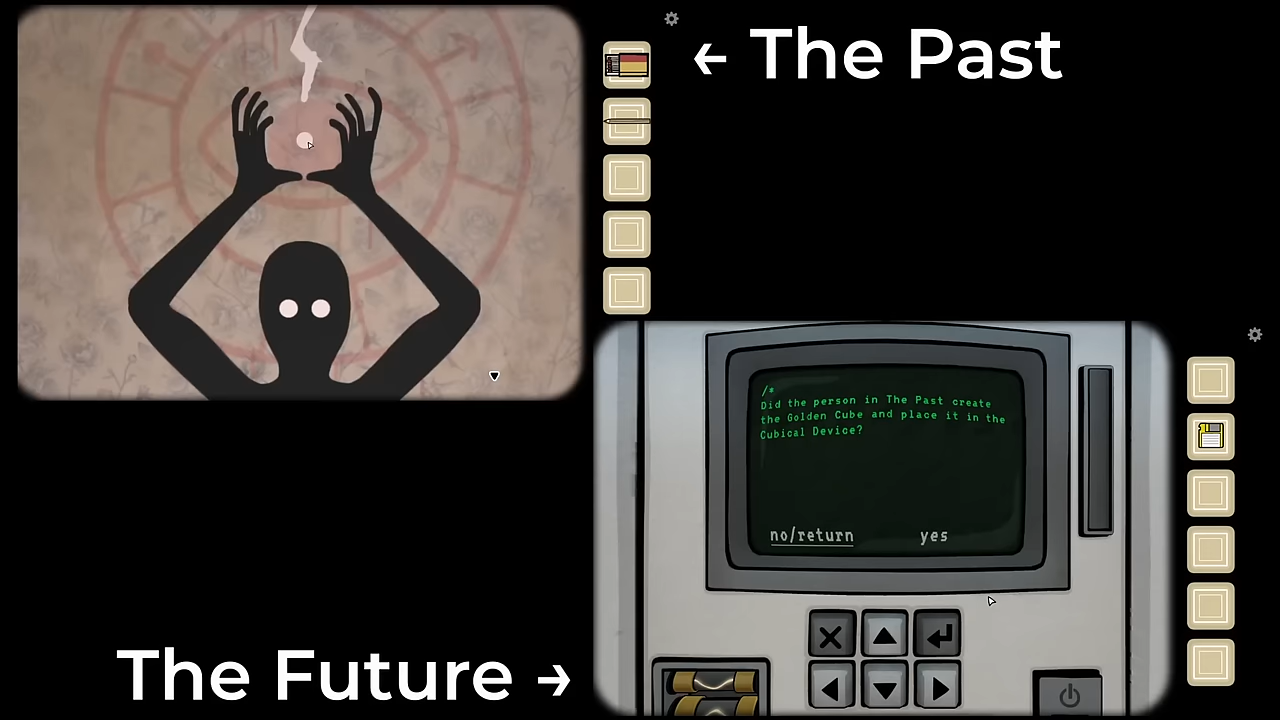 ← The Past
/*
Did the person in The Past create
the Golden Cube and place it in the
Cubical Device?
no/return yes
The Future →